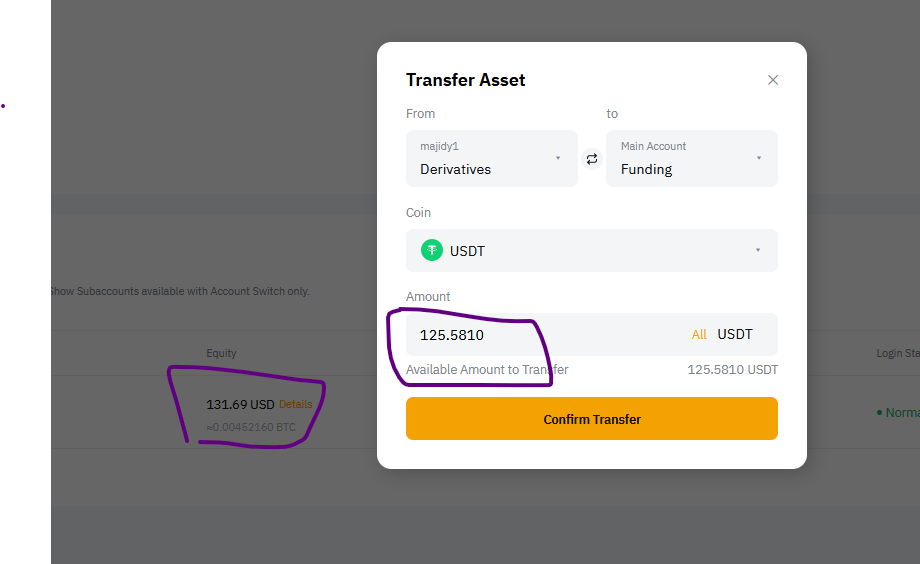 Transfer Asset
From
to
majidy1
Derivatives
Main Account
Funding
Coin
USDT
Show Subaccounts available with Account Switch only.
Amount
125.5810
All USDT
Available Amount to Transfer
125.5810 USDT
Equity
Login Sta
131.69 USD Details
≈0.00452160 BTC
Norma
Confirm Transfer